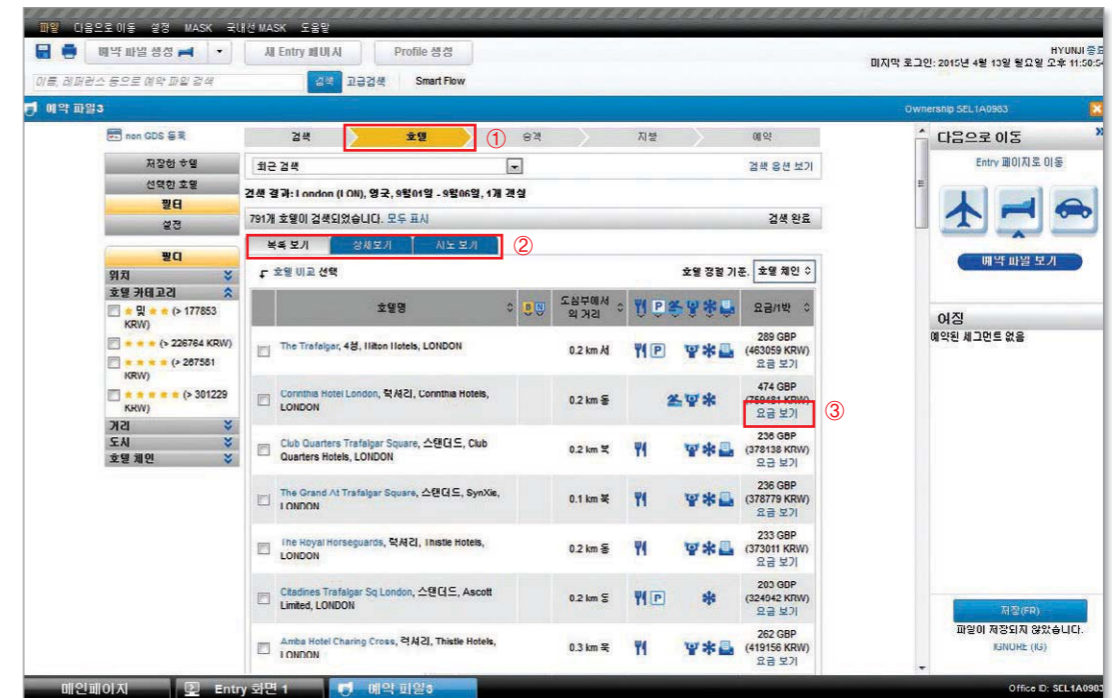 파일 다음으로 이동 설정 MASK 국내선 MASK 도움말
예약 파일 생성
새 Entry 페이지
Profile 생성
HYUNJI 종료
마지막 로그인: 2015년 4월 13일 월요일 오후 11:50:54
이름, 레퍼런스 등으로 예약 파일 검색
검색 고급검색 Smart Flow
예약 파일3
Ownership SEL1A0983
non GDS 등록
저장한 호텔
선택한 호텔
필터
설정
필터
위치
호텔 카테고리
및 (> 177853 KRW)
(> 226764 KRW)
(> 267581 KRW)
(> 301229 KRW)
거리
도시
호텔 체인
검색 호텔 ① 승객 지불 예약
최근 검색
검색 옵션 보기
검색 결과: London (LON), 영국, 9월01일 - 9월06일, 1개 객실
791개 호텔이 검색되었습니다. 모두 표시
검색 완료
목록 보기 상세보기 지도 보기 ②
호텔 비교 선택
호텔 정렬 기준. 호텔 체인
호텔명 B N 도심부에서의 거리 P 요금/1박
The Trafalgar, 4성, Hilton Hotels, LONDON
0.2 km 서
P
289 GBP
(463059 KRW)
요금 보기
Corinthia Hotel London, 럭셔리, Corinthia Hotels,
LONDON
0.2 km 동
474 GBP
(759481 KRW)
요금 보기 ③
Club Quarters Trafalgar Square, 스탠더드, Club
Quarters Hotels, LONDON
0.2 km 북
236 GBP
(378138 KRW)
요금 보기
The Grand At Trafalgar Square, 스탠더드, SynXis,
LONDON
0.1 km 북
236 GBP
(378779 KRW)
요금 보기
The Royal Horseguards, 럭셔리, Thistle Hotels,
LONDON
0.2 km 동
233 GBP
(373011 KRW)
요금 보기
Citadines Trafalgar Sq London, 스탠더드, Ascott
Limited, LONDON
0.2 km 동
P
203 GBP
(324942 KRW)
요금 보기
Amba Hotel Charing Cross, 럭셔리, Thistle Hotels,
LONDON
0.3 km 북
262 GBP
(419156 KRW)
요금 보기
다음으로 이동
Entry 페이지로 이동
예약 파일 보기
여정
예약된 세그먼트 없음
저장(FR)
파일이 저장되지 않았습니다.
IGNORE (IG)
메인페이지 Entry 화면 1 예약 파일3
Office ID: SEL1A0983